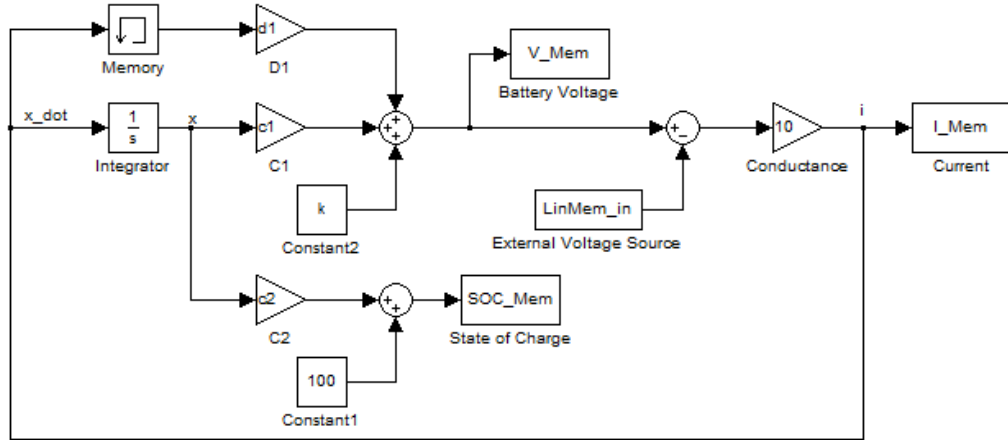 Memory
d1
D1
V_Mem
Battery Voltage
x_dot
1
s
Integrator
x
c1
C1
+
+
+
+
−
10
Conductance
i
I_Mem
Current
k
Constant2
LinMem_in
External Voltage Source
c2
C2
+
+
SOC_Mem
State of Charge
100
Constant1